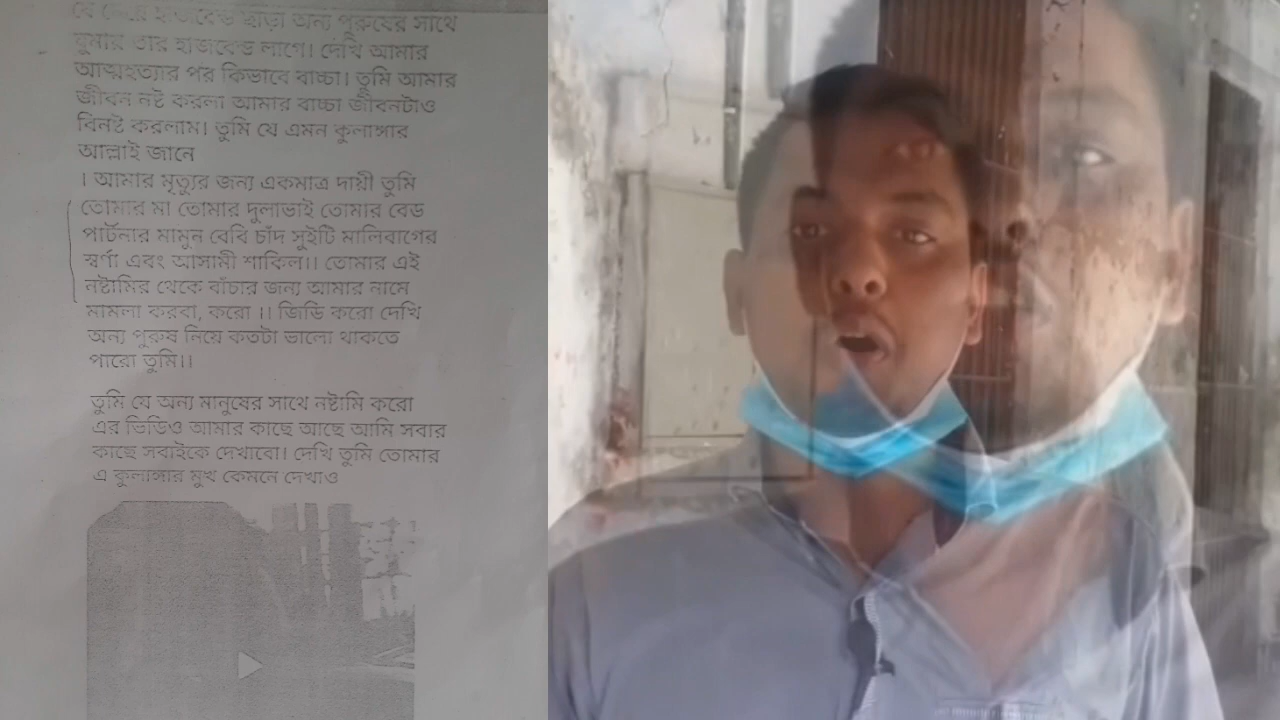 যে মেয়ে হাজবেন্ড ছাড়া অন্য পুরুষের সাথে
ঘুমায় তার হাজবেন্ড লাগে। দেখি আমার
আত্মহত্যার পর কিভাবে বাচ্চা। তুমি আমার
জীবন নষ্ট করলা আমার বাচ্চা জীবনটাও
বিনষ্ট করলাম। তুমি যে এমন কুলাঙ্গার
আল্লাই জানে
। আমার মৃত্যুর জন্য একমাত্র দায়ী তুমি
তোমার মা তোমার দুলাভাই তোমার বেড
পার্টনার মামুন বেবি চাঁদ সুইটি মালিবাগের
স্বর্ণা এবং আসামী শাকিল।। তোমার এই
নষ্টামির থেকে বাঁচার জন্য আমার নামে
মামলা করবা, করো ।। জিডি করো দেখি
অন্য পুরুষ নিয়ে কতটা ভালো থাকতে
পারো তুমি।।
তুমি যে অন্য মানুষের সাথে নষ্টামি করো
এর ভিডিও আমার কাছে আছে আমি সবার
কাছে সবাইকে দেখাবো। দেখি তুমি তোমার
এ কুলাঙ্গার মুখ কেমনে দেখাও